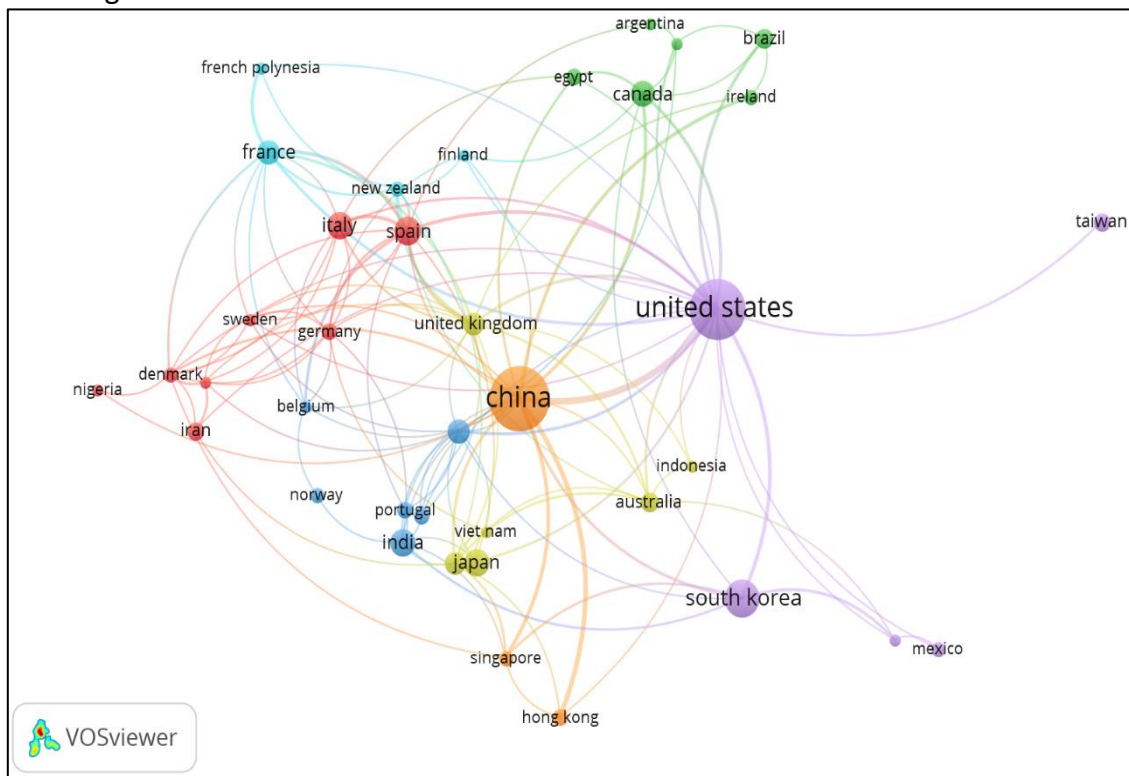 argentina
brazil
french polynesia
egypt
canada
ireland
france
finland
new zealand
italy
spain
taiwan
united states
sweden
germany
united kingdom
denmark
nigeria
china
belgium
iran
indonesia
norway
australia
portugal
viet nam
india
japan
south korea
singapore
mexico
hong kong
VOSviewer